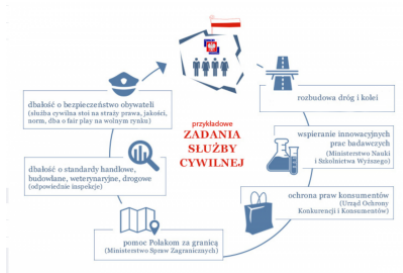 przykładowe
ZADANIA
SŁUŻBY
CYWILNEJ
rozbudowa dróg i kolei
wspieranie innowacyjnych
prac badawczych
(Ministerstwo Nauki
i Szkolnictwa Wyższego)
ochrona praw konsumentów
(Urząd Ochrony
Konkurencji i Konsumentów)
pomoc Polakom za granicą
(Ministerstwo Spraw Zagranicznych)
dbałość o standardy handlowe,
budowlane, weterynaryjne, drogowe
(odpowiednie inspekcje)
dbałość o bezpieczeństwo obywateli
(służba cywilna stoi na straży prawa, jakości,
norm, dba o fair play na wolnym rynku)